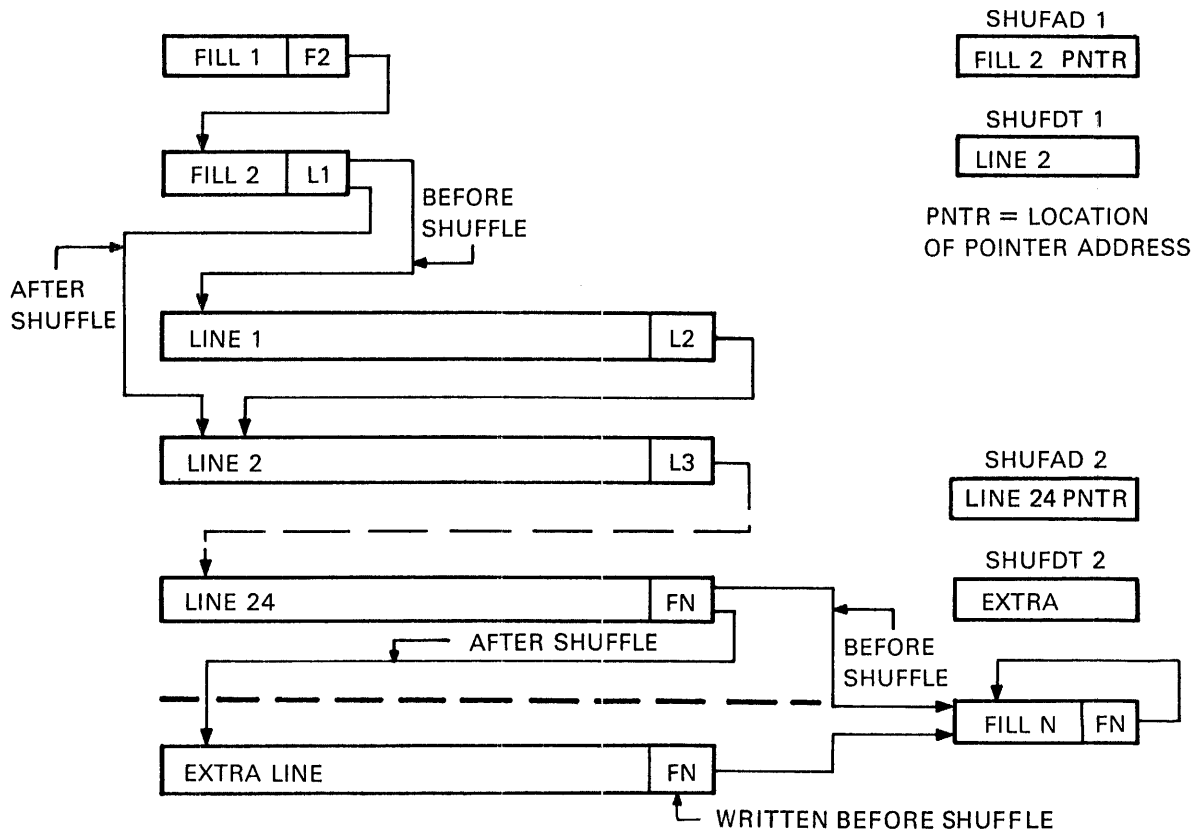 SHUFAD 1
FILL 1 F2
FILL 2 PNTR
SHUFDT 1
LINE 2
FILL 2 L1
BEFORE
SHUFFLE
PNTR = LOCATION
OF POINTER ADDRESS
AFTER
SHUFFLE
LINE 1 L2
LINE 2 L3
SHUFAD 2
LINE 24 PNTR
SHUFDT 2
EXTRA
LINE 24 FN
AFTER SHUFFLE
BEFORE
SHUFFLE
FILL N FN
EXTRA LINE FN
WRITTEN BEFORE SHUFFLE